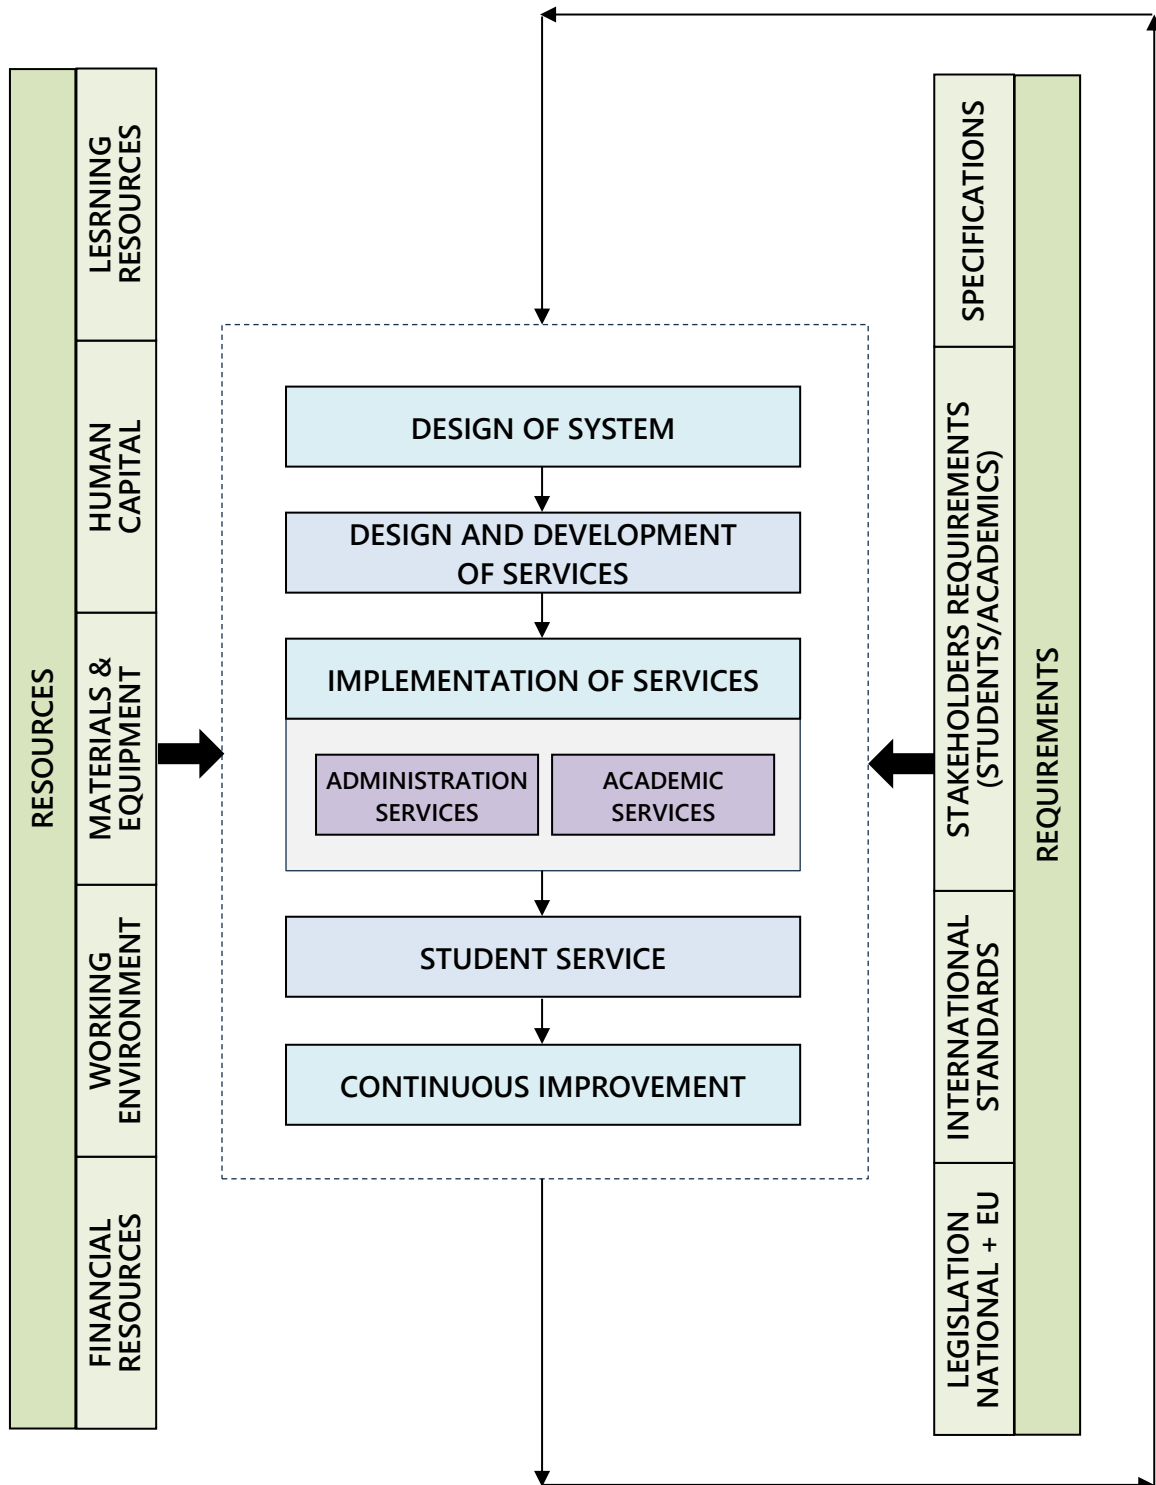 RESOURCES
LESRNING
RESOURCES
HUMAN
CAPITAL
MATERIALS &
EQUIPMENT
WORKING
ENVIRONMENT
FINANCIAL
RESOURCES
DESIGN OF SYSTEM
DESIGN AND DEVELOPMENT
OF SERVICES
IMPLEMENTATION OF SERVICES
ADMINISTRATION
SERVICES
ACADEMIC
SERVICES
STUDENT SERVICE
CONTINUOUS IMPROVEMENT
SPECIFICATIONS
STAKEHOLDERS REQUIREMENTS
(STUDENTS/ACADEMICS)
INTERNATIONAL
STANDARDS
LEGISLATION
NATIONAL + EU
REQUIREMENTS